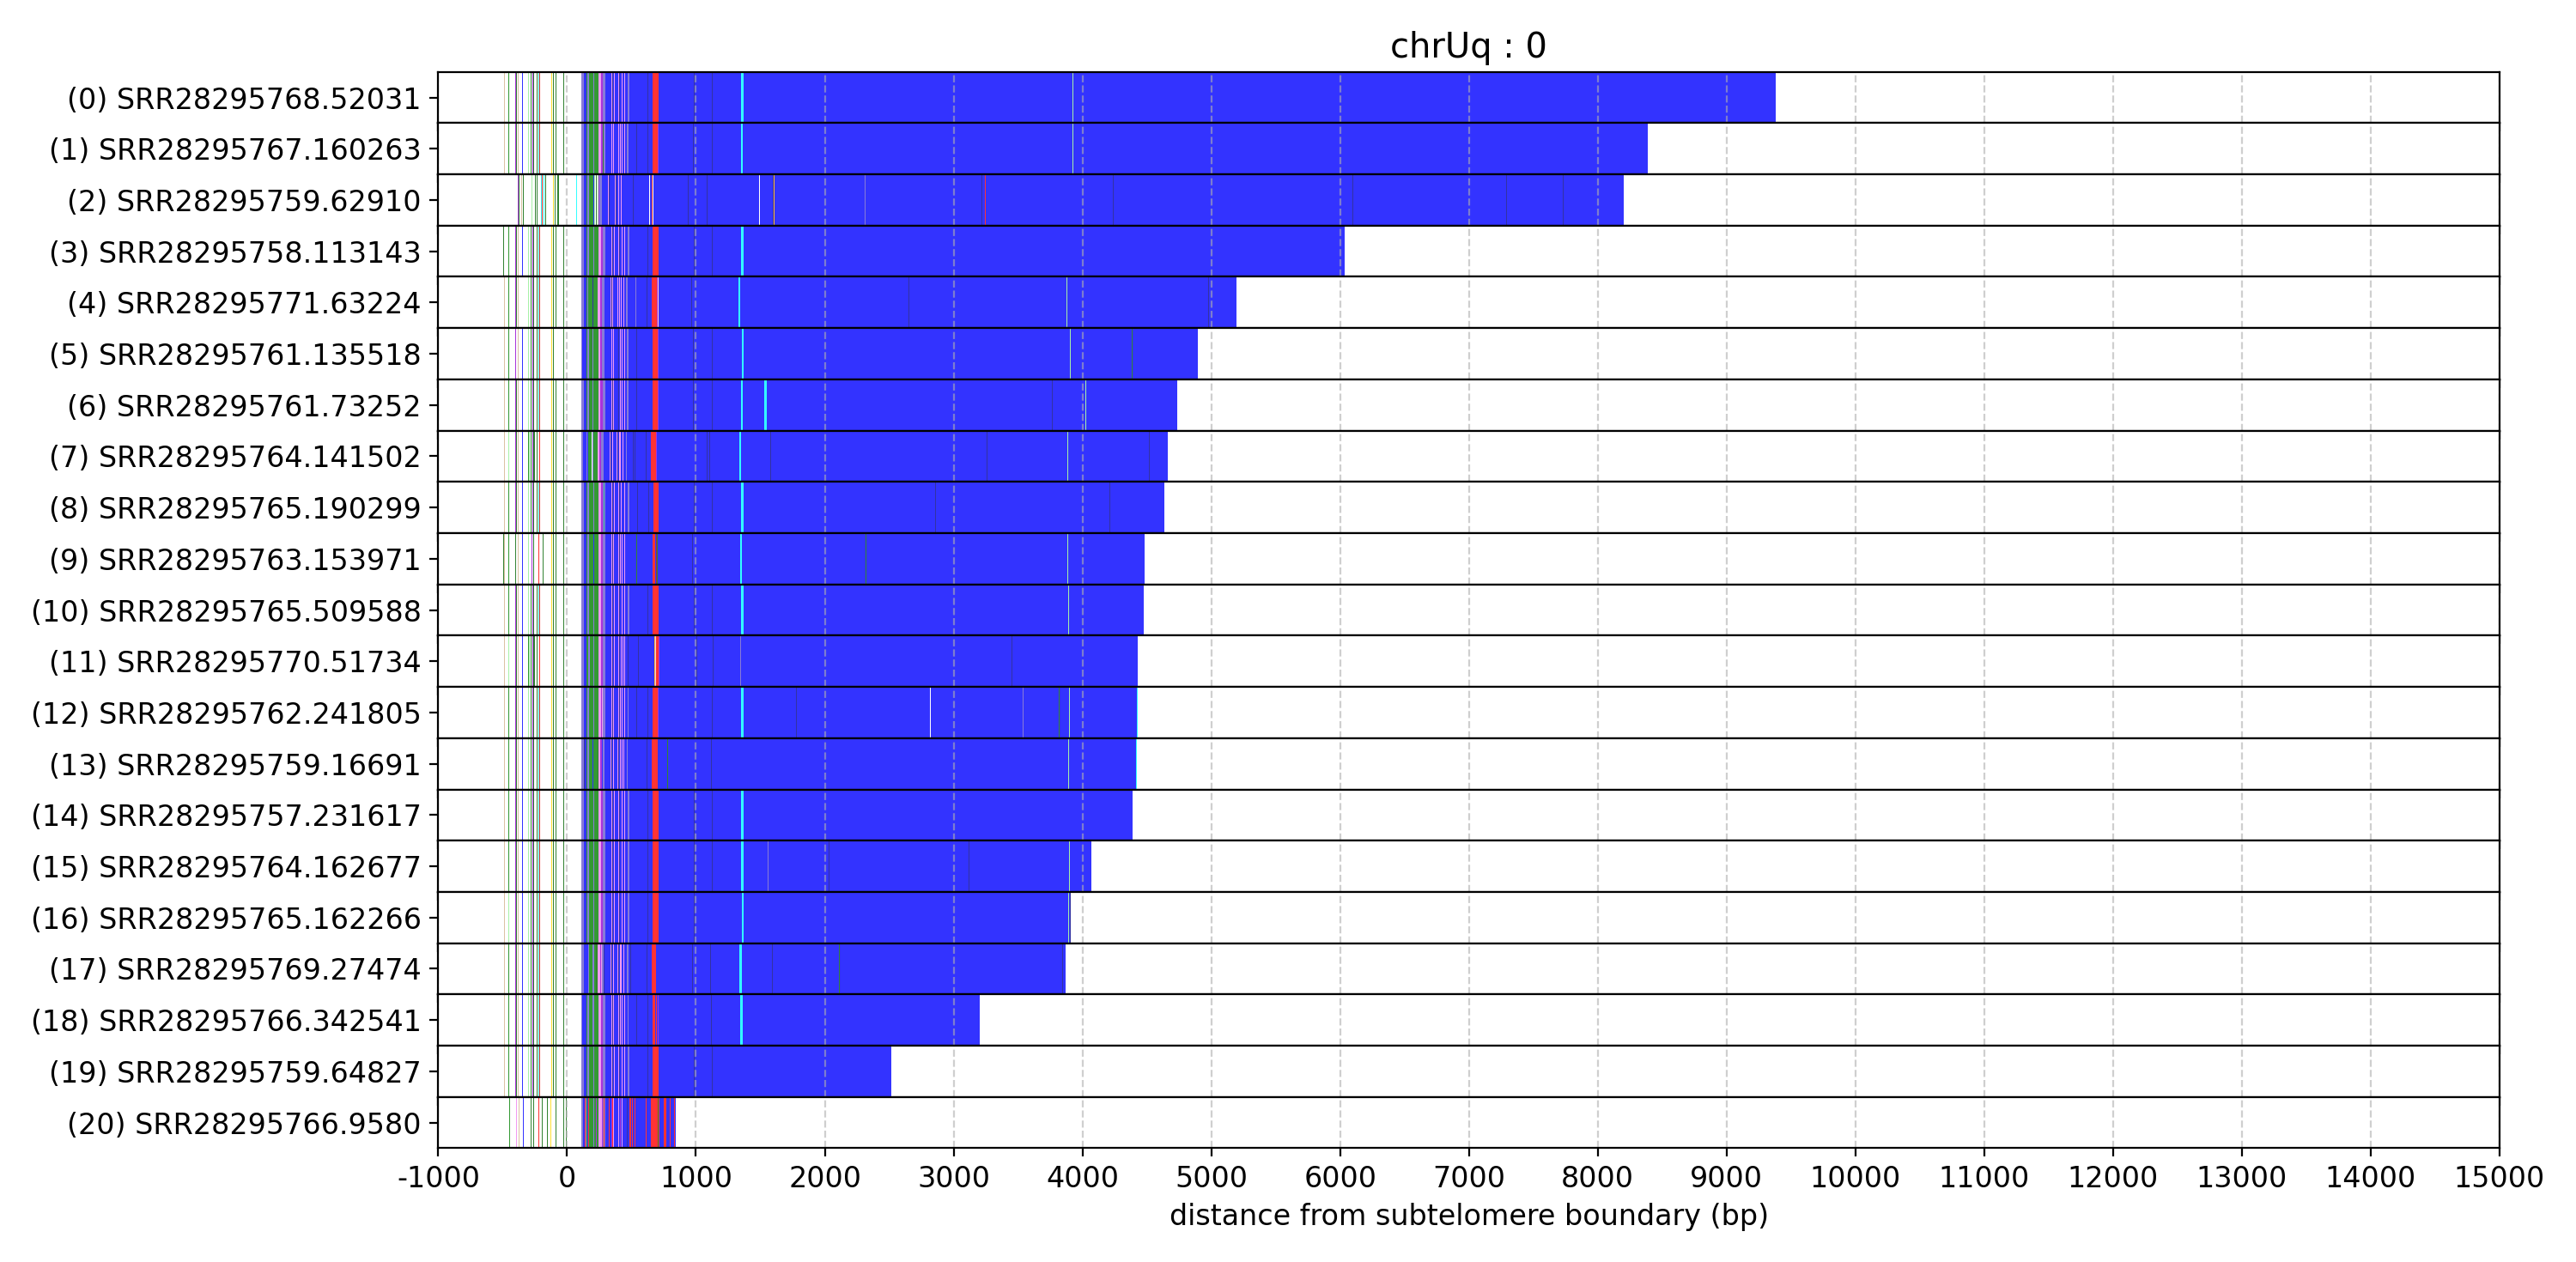 chrUq : 0
(0) SRR28295768.52031
(1) SRR28295767.160263
(2) SRR28295759.62910
(3) SRR28295758.113143
(4) SRR28295771.63224
(5) SRR28295761.135518
(6) SRR28295761.73252
(7) SRR28295764.141502
(8) SRR28295765.190299
(9) SRR28295763.153971
(10) SRR28295765.509588
(11) SRR28295770.51734
(12) SRR28295762.241805
(13) SRR28295759.16691
(14) SRR28295757.231617
(15) SRR28295764.162677
(16) SRR28295765.162266
(17) SRR28295769.27474
(18) SRR28295766.342541
(19) SRR28295759.64827
(20) SRR28295766.9580
-1000 0 1000 2000 3000 4000 5000 6000 7000 8000 9000 10000 11000 12000 13000 14000 15000
distance from subtelomere boundary (bp)